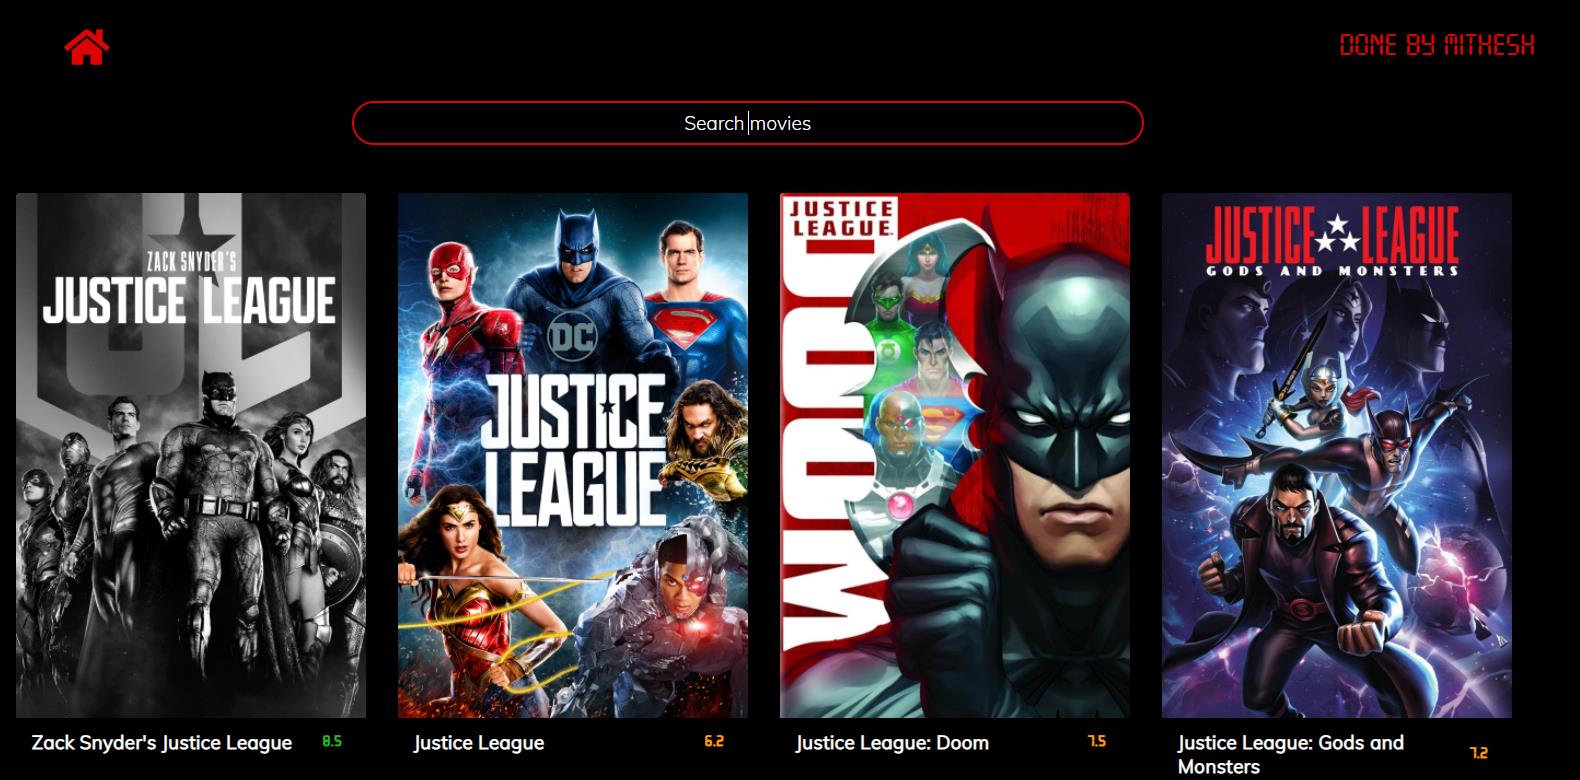 DONE BY MITHESH
Search movies
ZACK SNYDER'S
JUSTICE LEAGUE
JL
DC
JUSTICE
LEAGUE
JUSTICE
LEAGUE
DOOM
JUSTICE LEAGUE
GODS AND MONSTERS
Zack Snyder's Justice League 8.5
Justice League 6.2
Justice League: Doom 7.5
Justice League: Gods and
Monsters 7.2